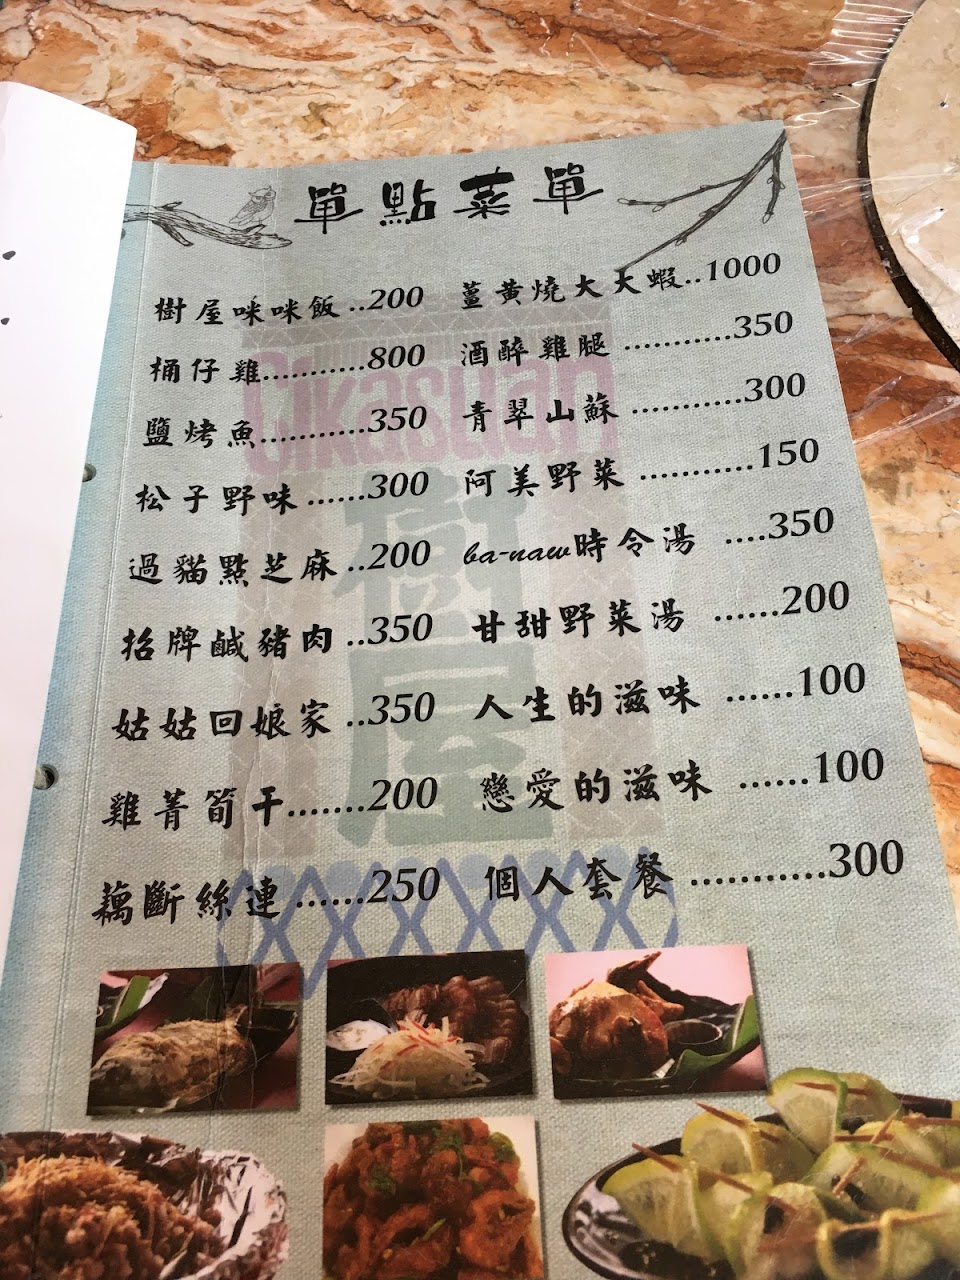 單點菜單
樹屋咪咪飯..200
桶仔雞...........800
鹽烤魚............350
松子野味......300
過貓點芝麻..200
招牌鹹豬肉..350
姑姑回娘家..350
雞菁筍干.......200
藕斷絲連......250
薑黃燒大大蝦..1000
酒醉雞腿............350
青翠山蘇............300
阿美野菜...........150
ba-naw時令湯....350
甘甜野菜湯......200
人生的滋味......100
戀愛的滋味......100
個人套餐............300
Cikasuan
樹屋